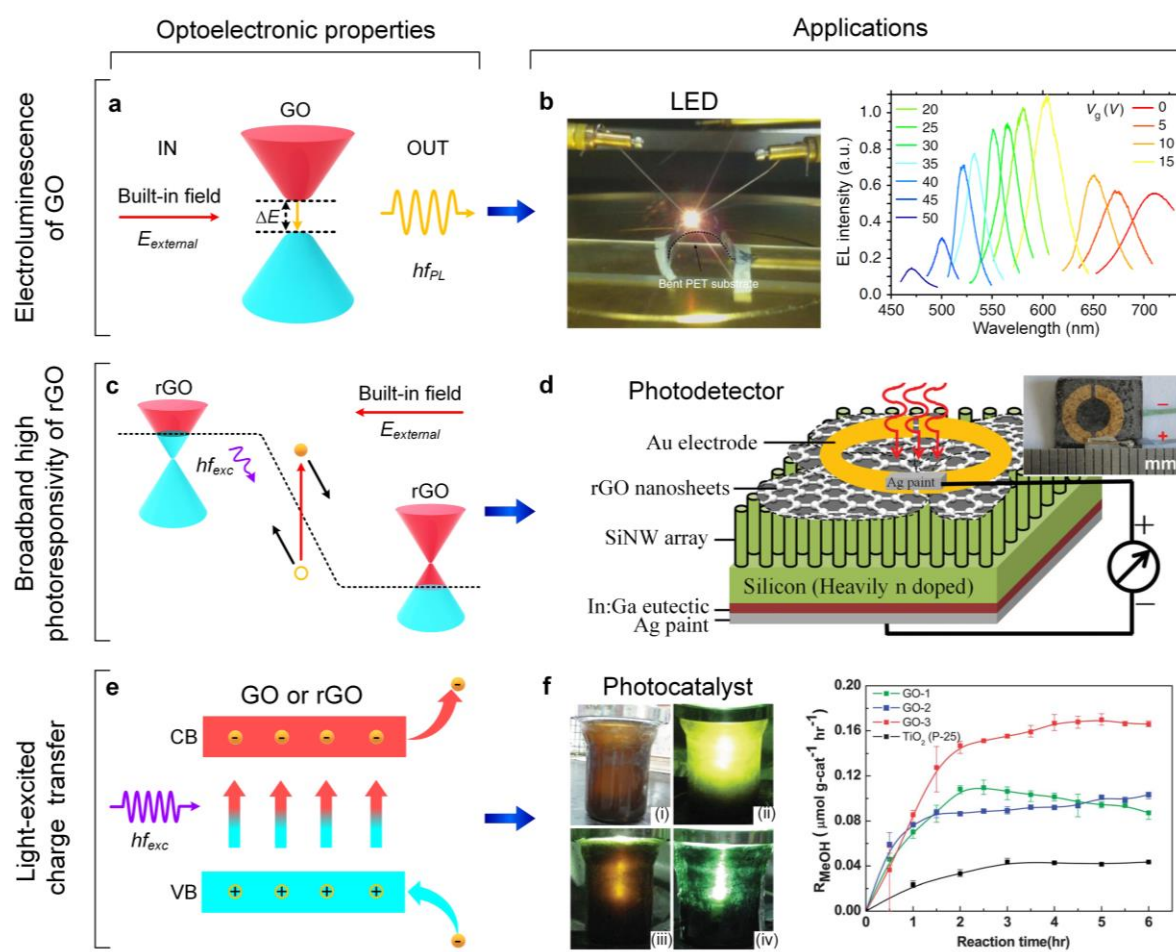 Optoelectronic properties
Applications
Electroluminescence
of GO
a
GO
IN
OUT
Built-in field
E_external
ΔE
hf_PL
b
LED
Bent PET substrate
EL intensity (a.u.)
1.0
0.8
0.6
0.4
0.2
0.0
20
25
30
35
40
45
50
V_g (V)
0
5
10
15
450 500 550 600 650 700
Wavelength (nm)
Broadband high
photoresponsivity of rGO
c
rGO
Built-in field
E_external
hf_exc
rGO
d
Photodetector
Au electrode
Ag paint
rGO nanosheets
SiNW array
Silicon (Heavily n doped)
In:Ga eutectic
Ag paint
−
+
mm
+
−
Light-excited
charge transfer
e
GO or rGO
CB
- - - -
-
hf_exc
VB
+ + + +
-
f
Photocatalyst
(i)
(ii)
(iii)
(iv)
R_MeOH ( μmol g-cat⁻¹ hr⁻¹)
0.20
0.16
0.12
0.08
0.04
0.00
GO-1
GO-2
GO-3
TiO₂ (P-25)
0 1 2 3 4 5 6
Reaction time(hr)